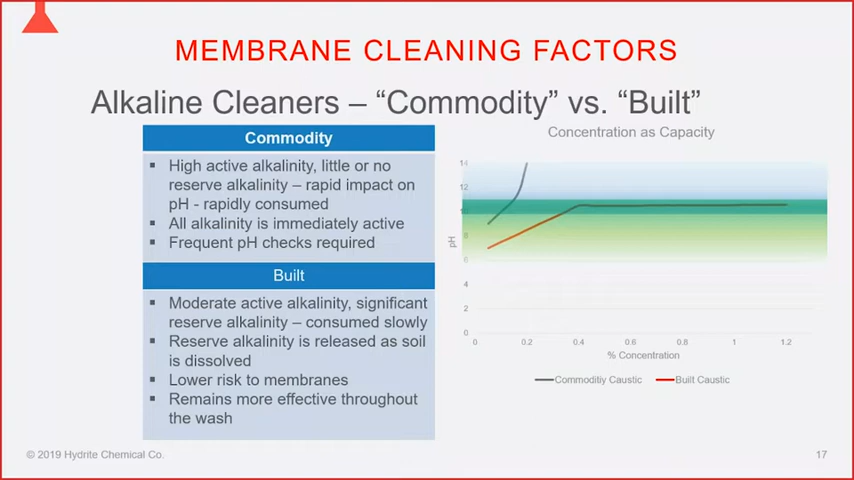 MEMBRANE CLEANING FACTORS
Alkaline Cleaners – “Commodity” vs. “Built”
Commodity
▪ High active alkalinity, little or no
reserve alkalinity – rapid impact on
pH - rapidly consumed
▪ All alkalinity is immediately active
▪ Frequent pH checks required
Built
▪ Moderate active alkalinity, significant
reserve alkalinity – consumed slowly
▪ Reserve alkalinity is released as soil
is dissolved
▪ Lower risk to membranes
▪ Remains more effective throughout
the wash
Concentration as Capacity
14
12
10
8
6
4
2
0
pH
0 0.2 0.4 0.6 0.8 1 1.2
% Concentration
Commoditiy Caustic Built Caustic
© 2019 Hydrite Chemical Co.
17